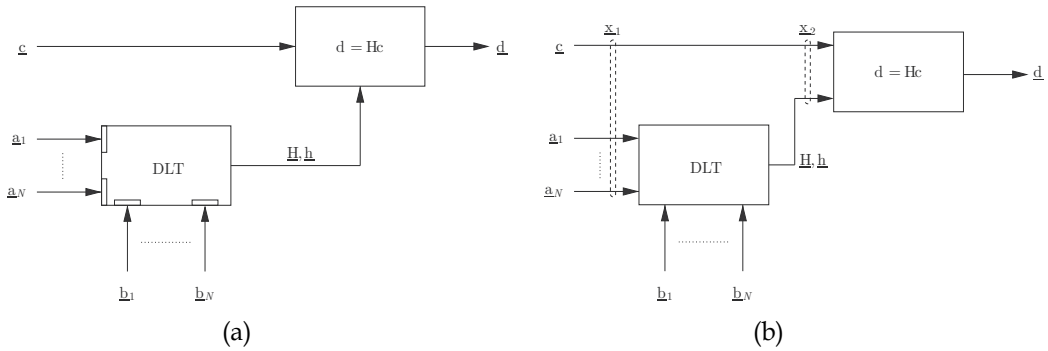 c
d = Hc
d
a1
aN
DLT
H, h
b1
bN
(a)
x1
x2
c
d = Hc
d
a1
aN
DLT
H, h
b1
bN
(b)